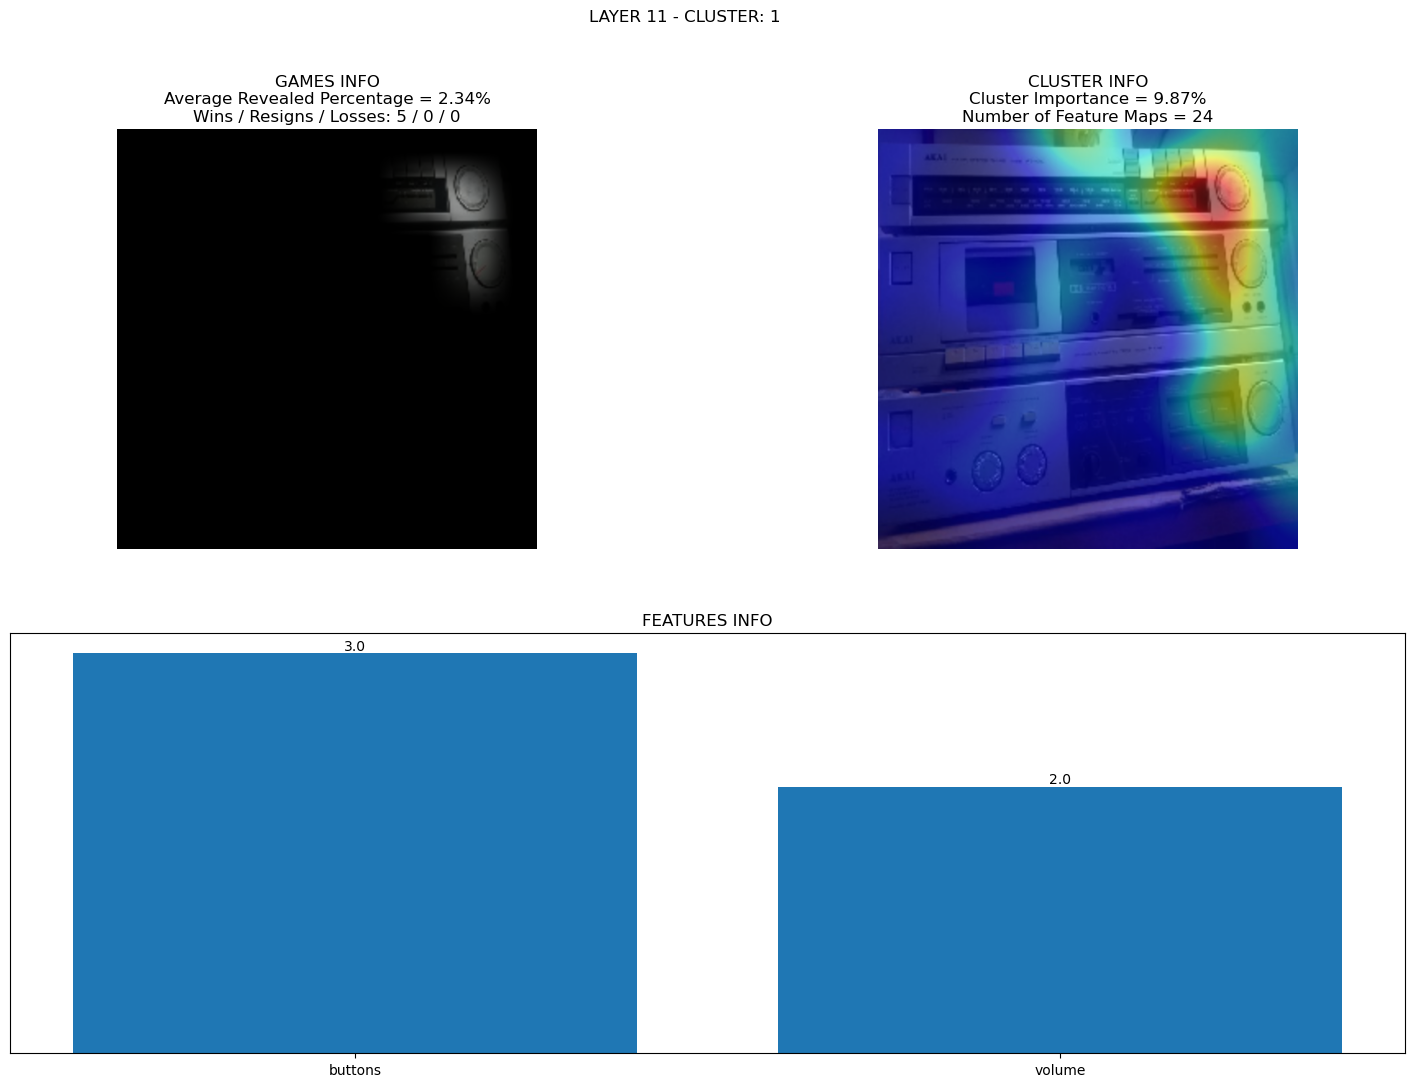 LAYER 11 - CLUSTER: 1
GAMES INFO
Average Revealed Percentage = 2.34%
Wins / Resigns / Losses: 5 / 0 / 0
CLUSTER INFO
Cluster Importance = 9.87%
Number of Feature Maps = 24
AKAI
AKAI
AKAI
FEATURES INFO
3.0
2.0
buttons
volume